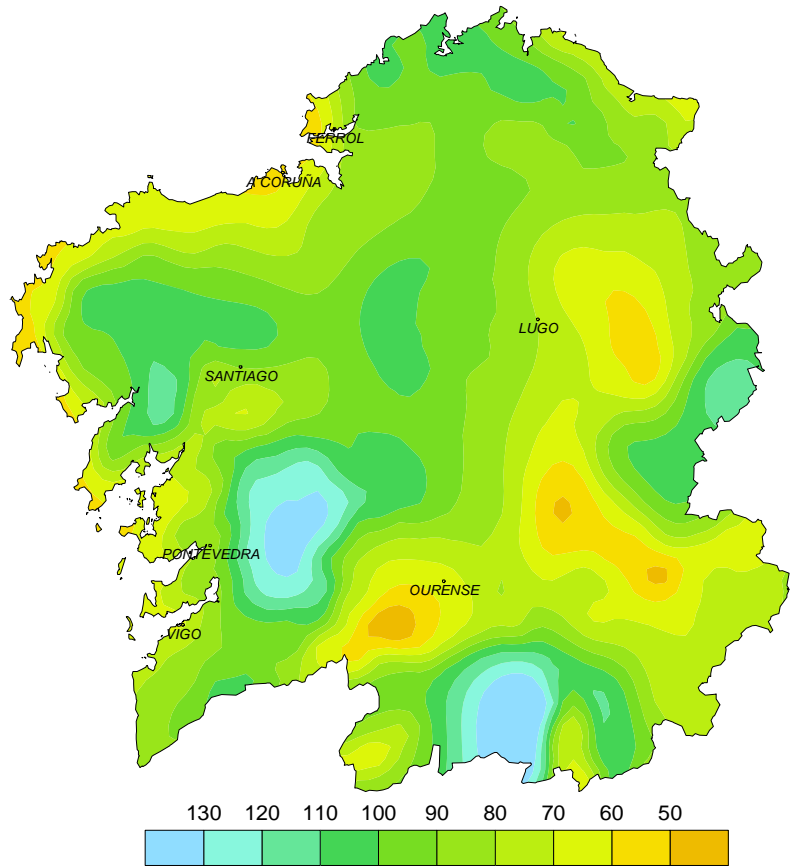 FERROL
A CORUÑA
LUGO
SANTIAGO
PONTEVEDRA
OURENSE
VIGO
130 120 110 100 90 80 70 60 50